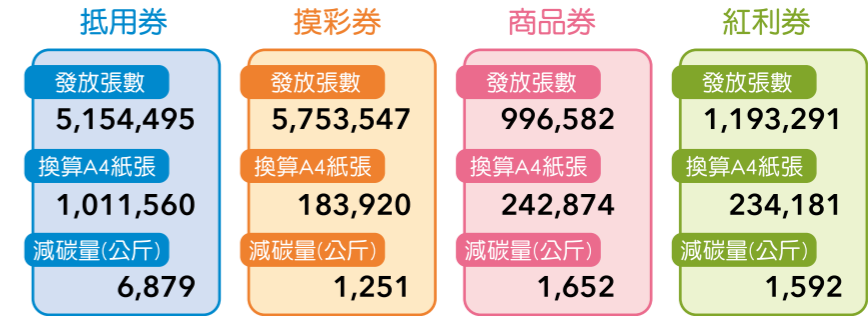 抵用券
發放張數
5,154,495
換算A4紙張
1,011,560
減碳量(公斤)
6,879
摸彩券
發放張數
5,753,547
換算A4紙張
183,920
減碳量(公斤)
1,251
商品券
發放張數
996,582
換算A4紙張
242,874
減碳量(公斤)
1,652
紅利券
發放張數
1,193,291
換算A4紙張
234,181
減碳量(公斤)
1,592